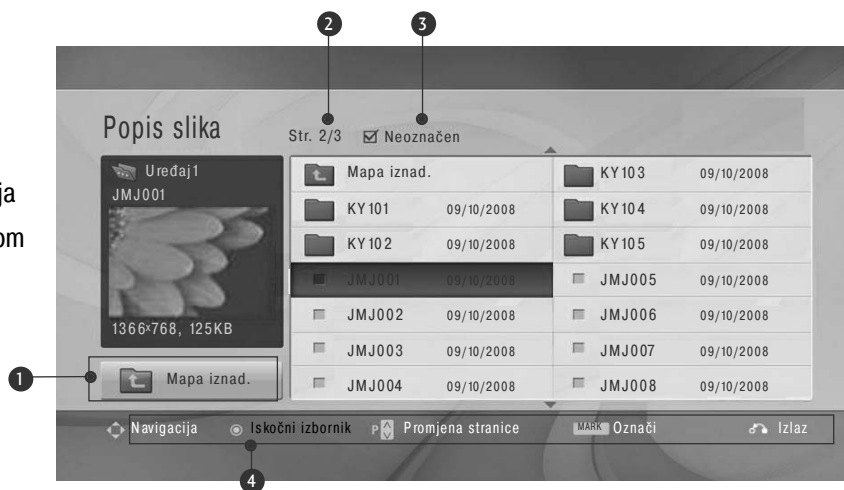 2 3
Popis slika
Str. 2/3 Neoznačen
Uređaj1
JMJ001
1366x768, 125KB
Mapa iznad.
KY101 09/10/2008
KY102 09/10/2008
JMJ001 09/10/2008
JMJ002 09/10/2008
JMJ003 09/10/2008
JMJ004 09/10/2008
KY103 09/10/2008
KY104 09/10/2008
KY105 09/10/2008
JMJ005 09/10/2008
JMJ006 09/10/2008
JMJ007 09/10/2008
JMJ008 09/10/2008
ja
om
1 Mapa iznad.
Navigacija Iskočni izbornik P Promjena stranice MARK Označi Izlaz
4